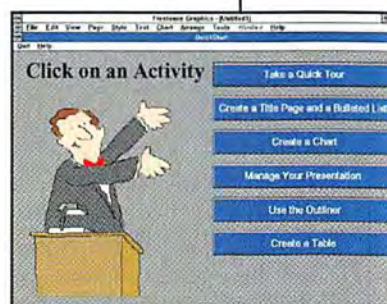 Freelance Graphics - [Untitled1]
File Edit View Page Style Text Chart Arrange Tools Window Help
QuickStart
Quit Help
Click on an Activity
Take a Quick Tour
Create a Title Page and a Bulleted List
Create a Chart
Manage Your Presentation
Use the Outliner
Create a Table